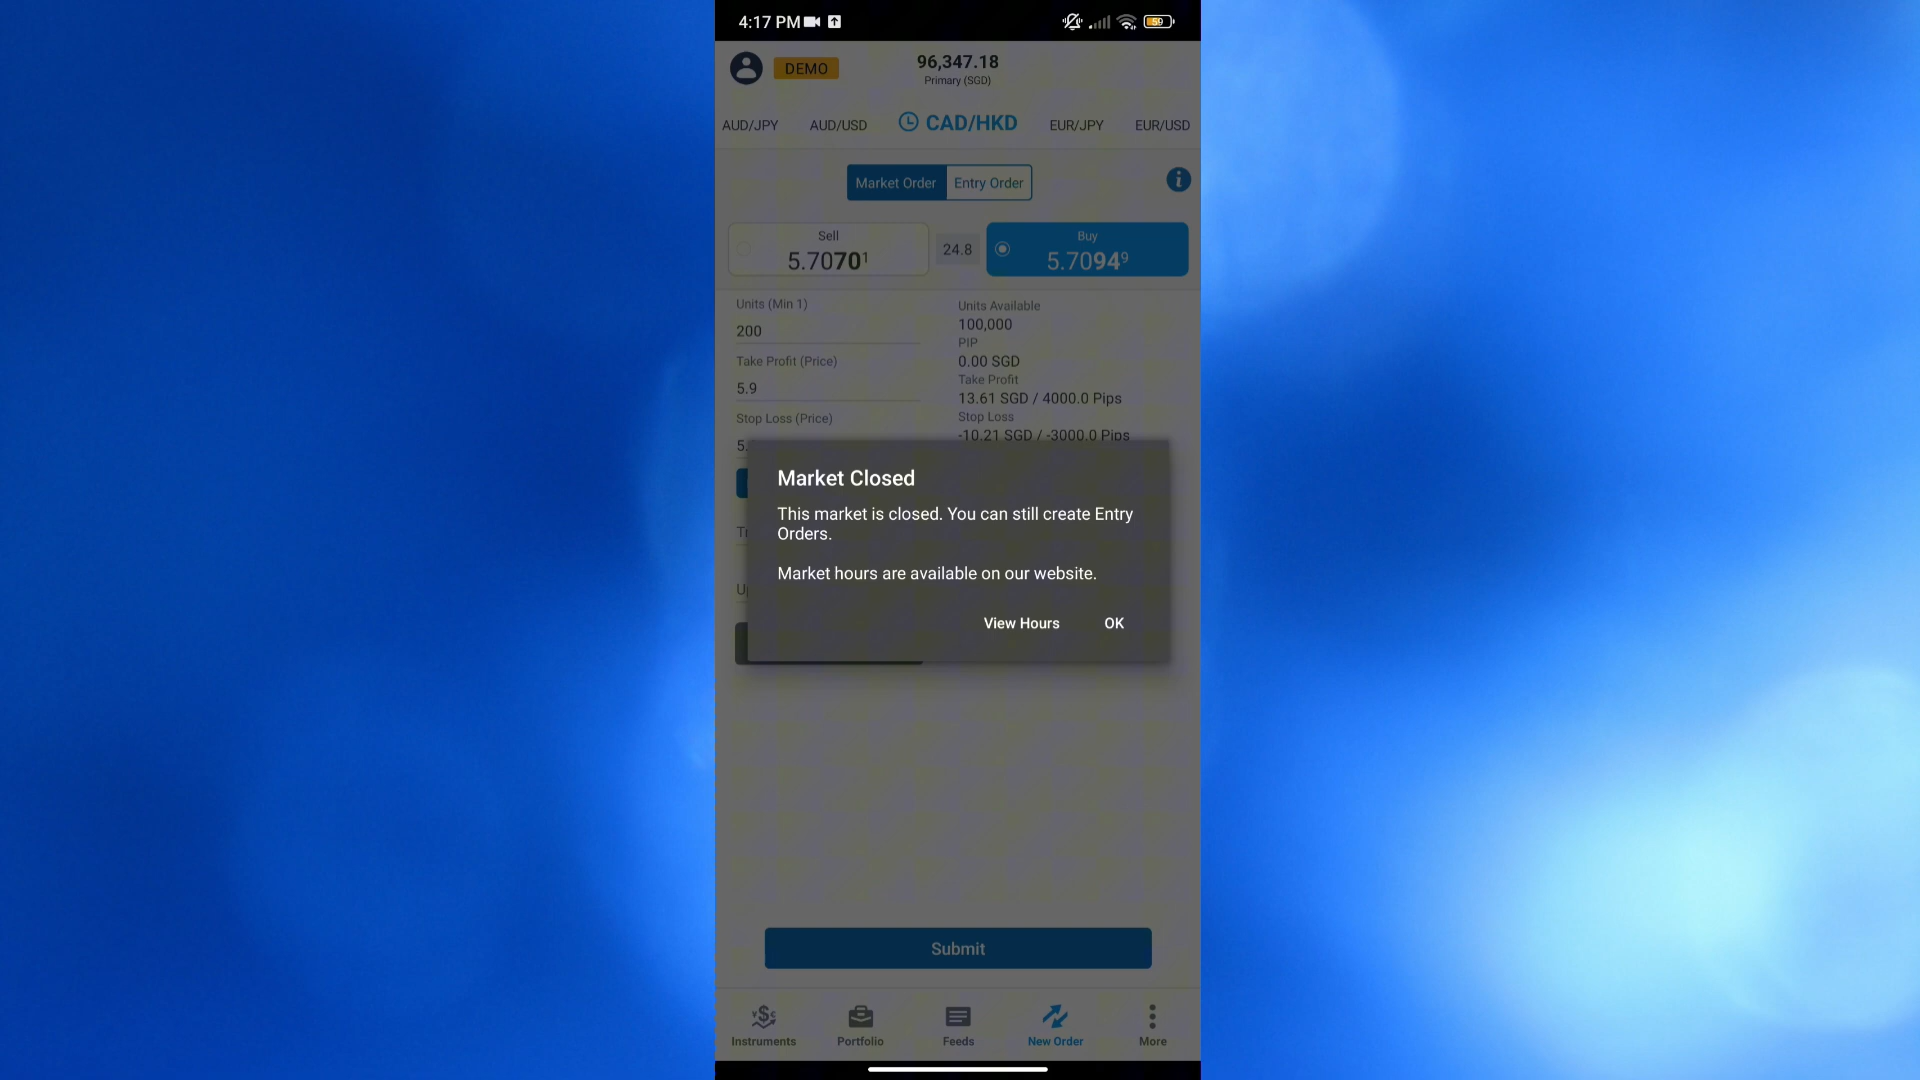 4:17 PM
59
DEMO
96,347.18
Primary (SGD)
AUD/JPY AUD/USD CAD/HKD EUR/JPY EUR/USD
Market Order Entry Order
Sell
5.70701
24.8
Buy
5.70949
Units (Min 1)
200
Take Profit (Price)
5.9
Stop Loss (Price)
5.
Units Available
100,000
PIP
0.00 SGD
Take Profit
13.61 SGD / 4000.0 Pips
Stop Loss
-10.21 SGD / -3000.0 Pips
Market Closed
This market is closed. You can still create Entry
Orders.
Market hours are available on our website.
View Hours OK
Submit
Instruments Portfolio Feeds New Order More